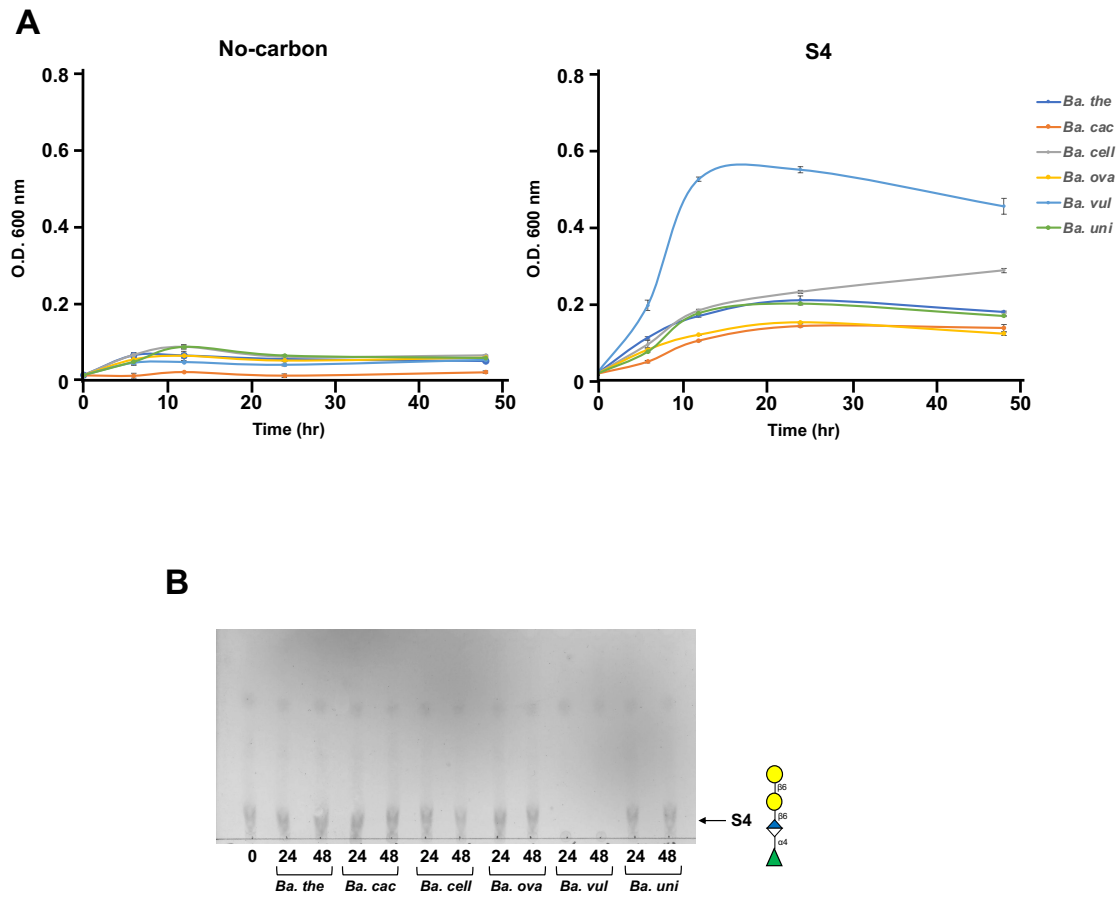 A
No-carbon
S4
0.8
0.6
0.4
0.2
0
O.D. 600 nm
0 10 20 30 40 50
Time (hr)
0.8
0.6
0.4
0.2
0
O.D. 600 nm
0 10 20 30 40 50
Time (hr)
Ba. the
Ba. cac
Ba. cell
Ba. ova
Ba. vul
Ba. uni
B
β6
β6
α4
S4
0 24 48 24 48 24 48 24 48 24 48 24 48
Ba. the Ba. cac Ba. cell Ba. ova Ba. vul Ba. uni